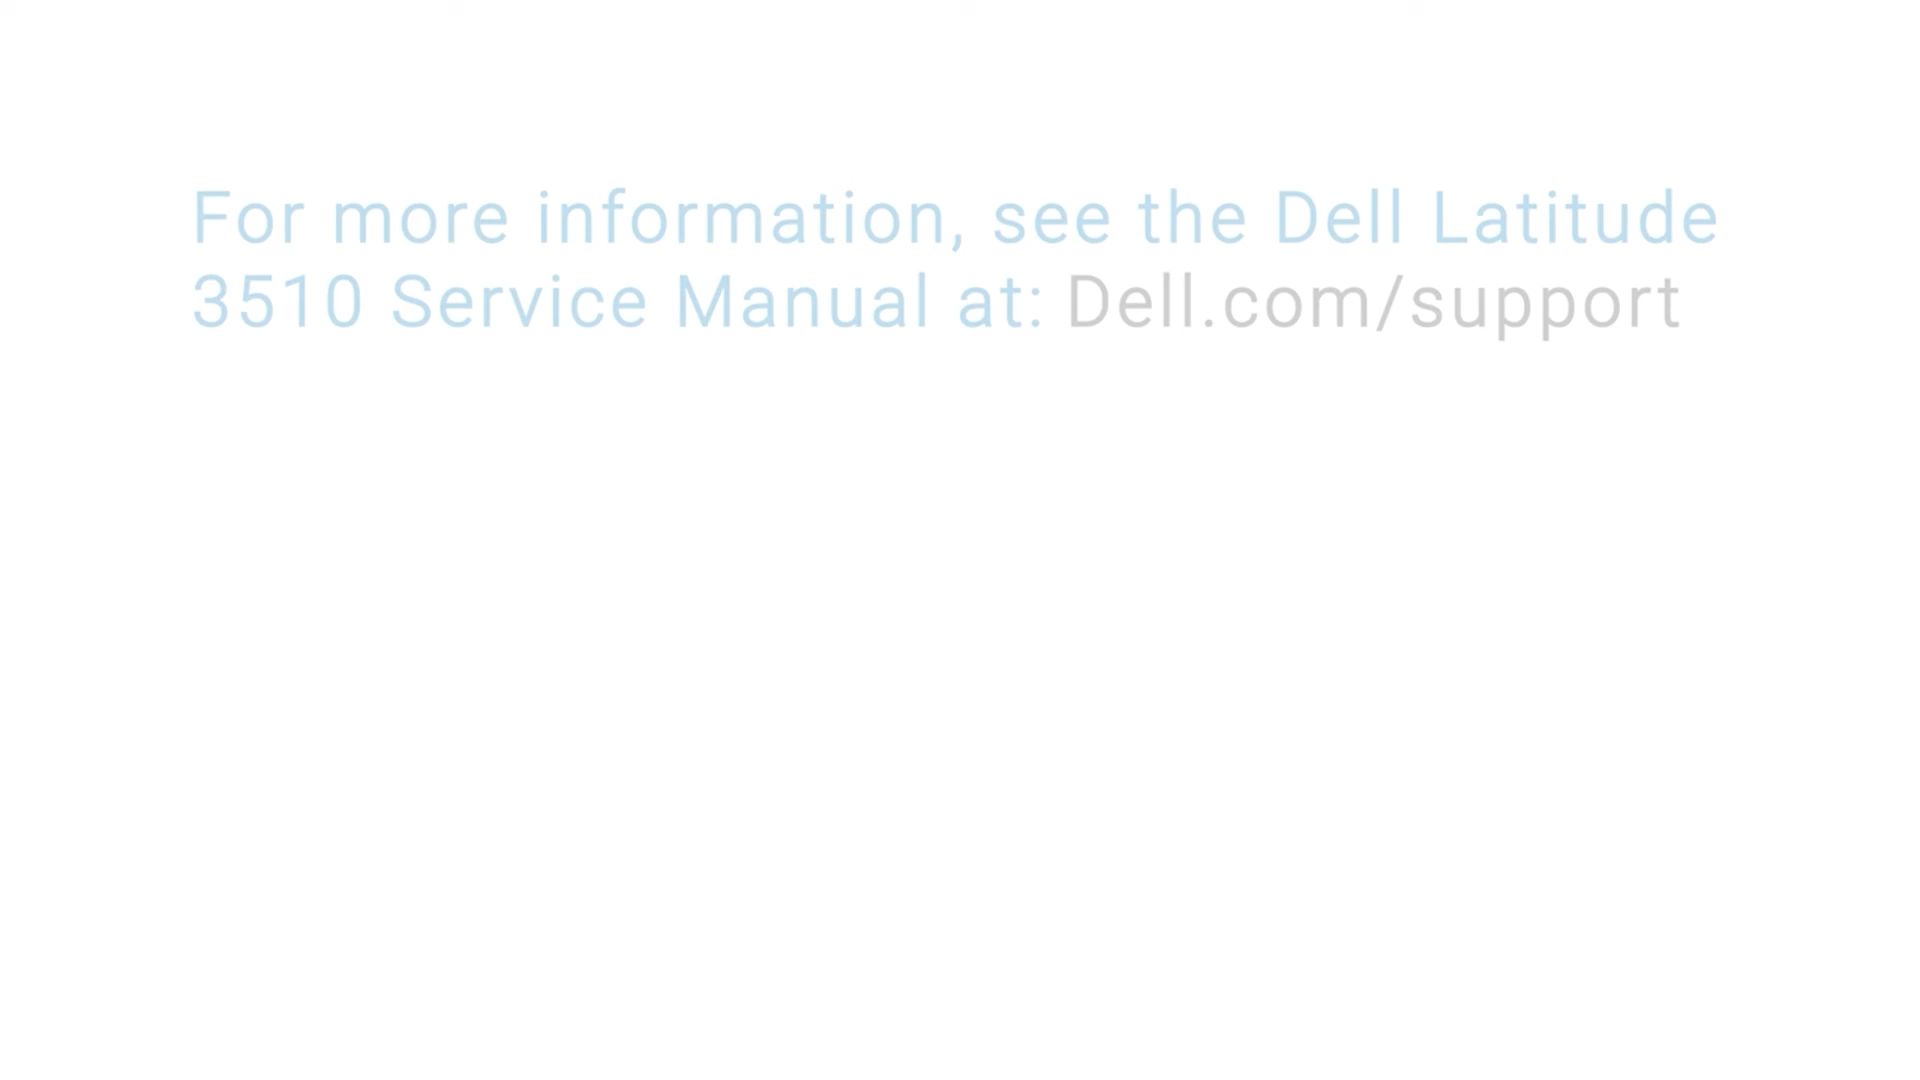 For more information, see the Dell Latitude
3510 Service Manual at: Dell.com/support